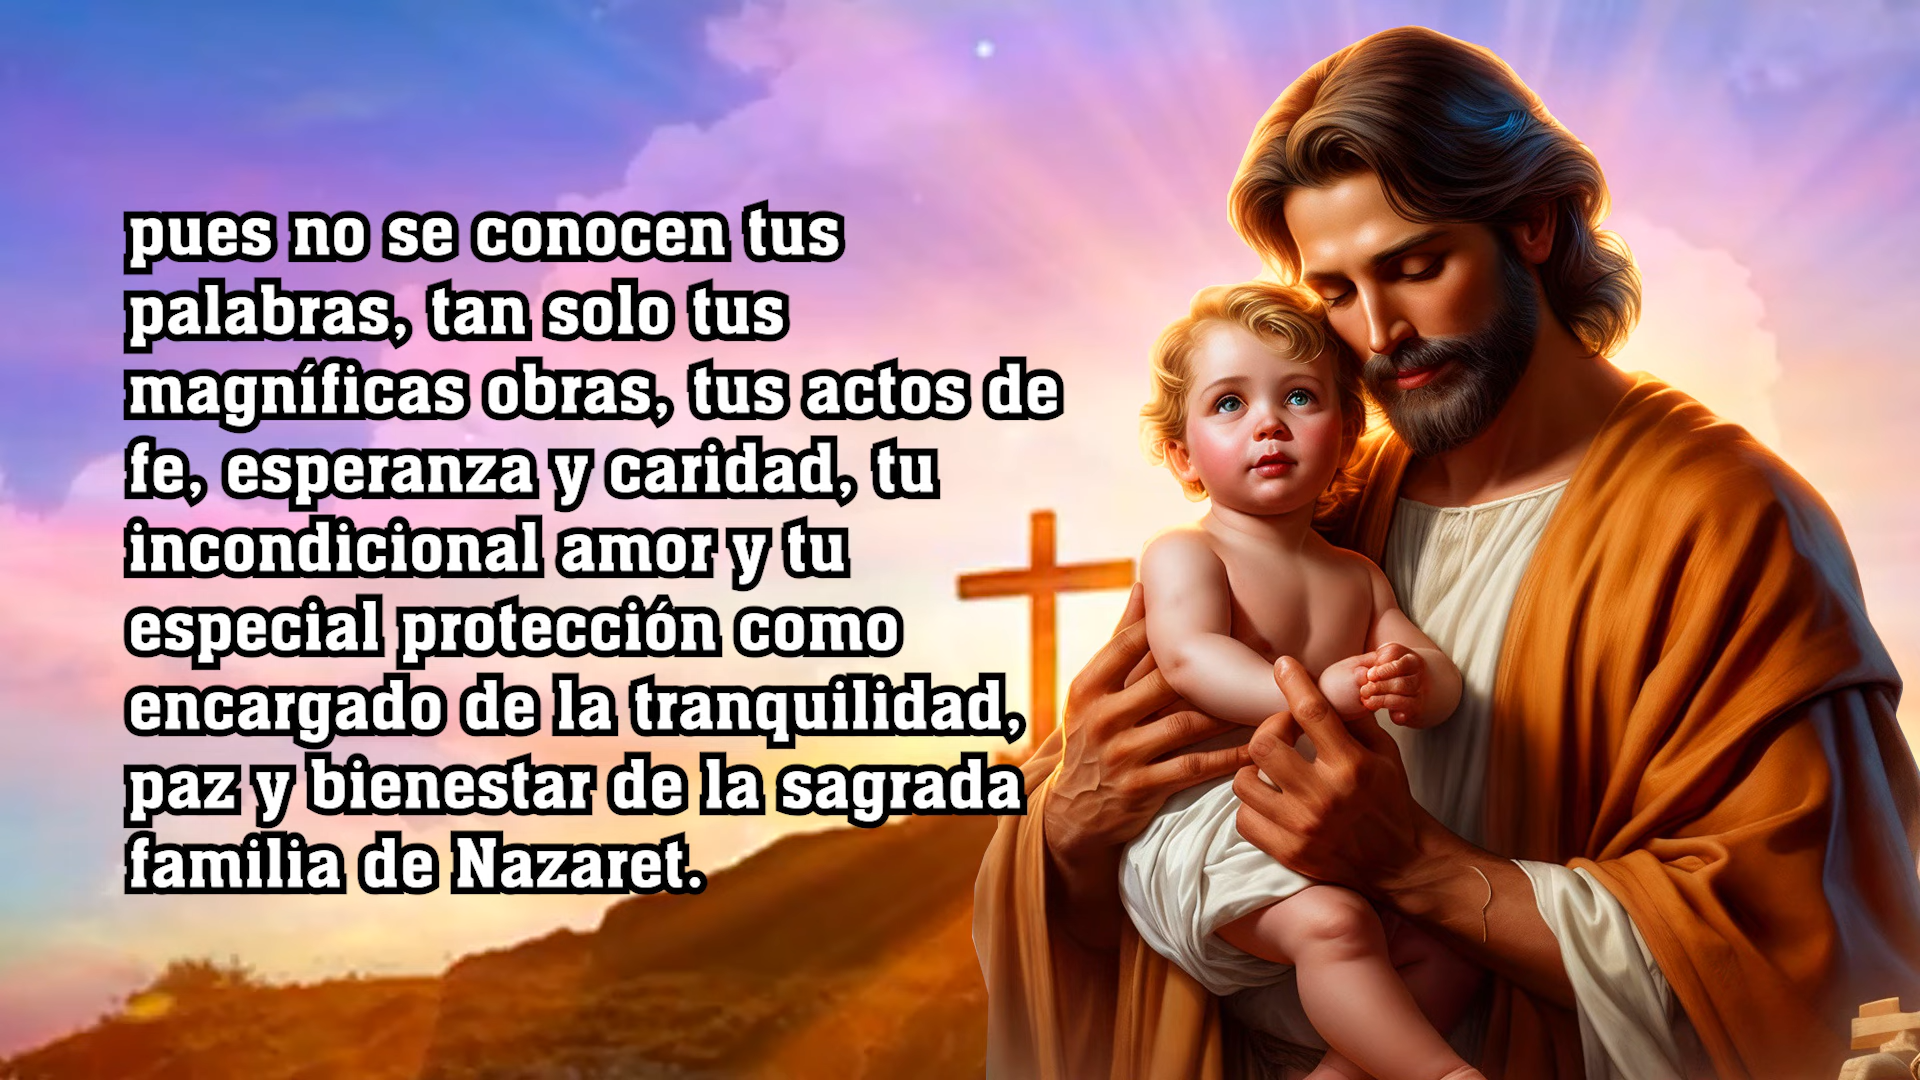 pues no se conocen tus
palabras, tan solo tus
magníficas obras, tus actos de
fe, esperanza y caridad, tu
incondicional amor y tu
especial protección como
encargado de la tranquilidad,
paz y bienestar de la sagrada
familia de Nazaret.